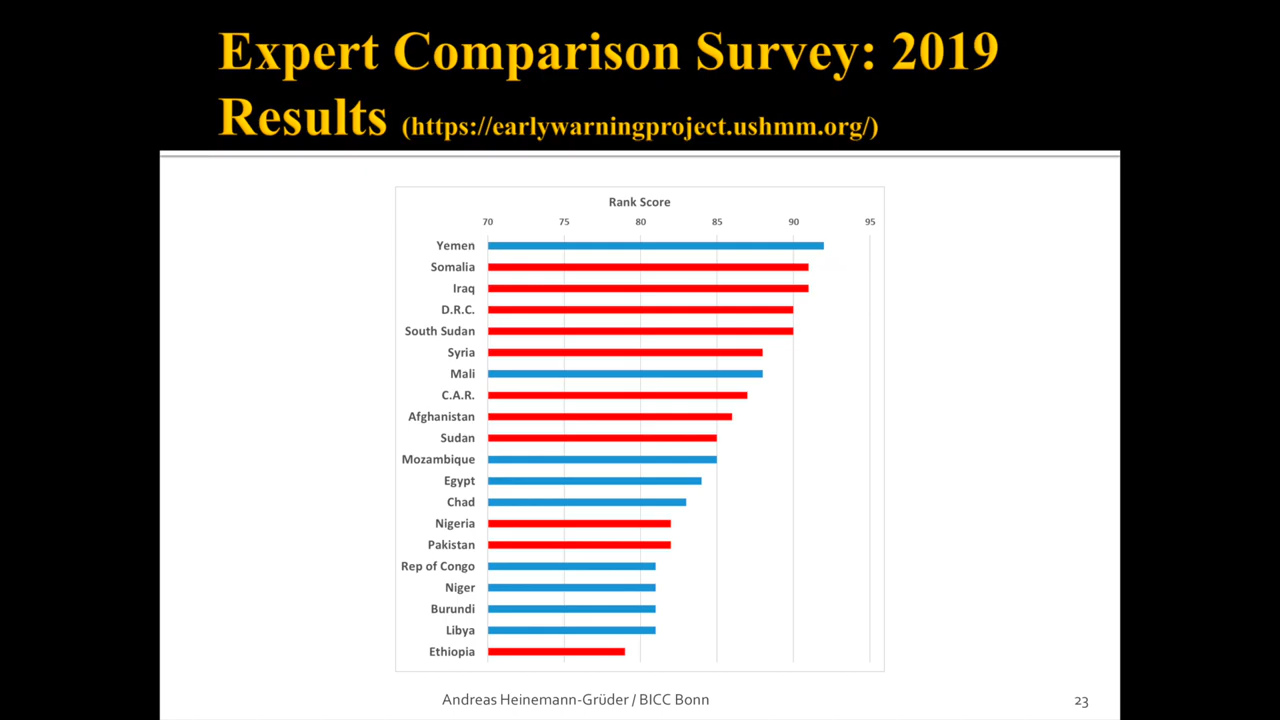 Expert Comparison Survey: 2019
Results (https://earlywarningproject.ushmm.org/)
Rank Score
70 75 80 85 90 95
Yemen
Somalia
Iraq
D.R.C.
South Sudan
Syria
Mali
C.A.R.
Afghanistan
Sudan
Mozambique
Egypt
Chad
Nigeria
Pakistan
Rep of Congo
Niger
Burundi
Libya
Ethiopia
Andreas Heinemann-Grüder / BICC Bonn 23